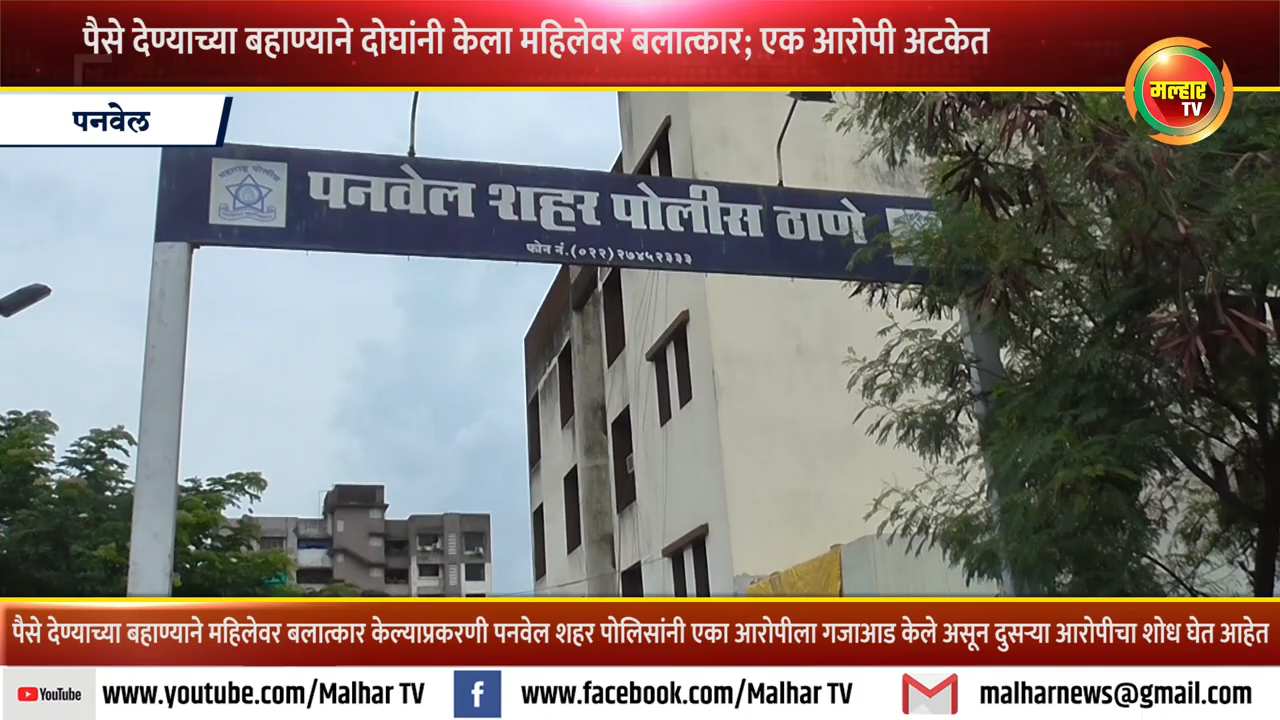 पैसे देण्याच्या बहाण्याने दोघांनी केला महिलेवर बलात्कार; एक आरोपी अटकेत
मल्हार
TV
पनवेल
पनवेल शहर पोलीस ठाणे
फोन नं.(०२२)२७४५२३३३
पैसे देण्याच्या बहाण्याने महिलेवर बलात्कार केल्याप्रकरणी पनवेल शहर पोलिसांनी एका आरोपीला गजाआड केले असून दुसऱ्या आरोपीचा शोध घेत आहेत
YouTube www.youtube.com/Malhar TV f www.facebook.com/Malhar TV malharnews@gmail.com